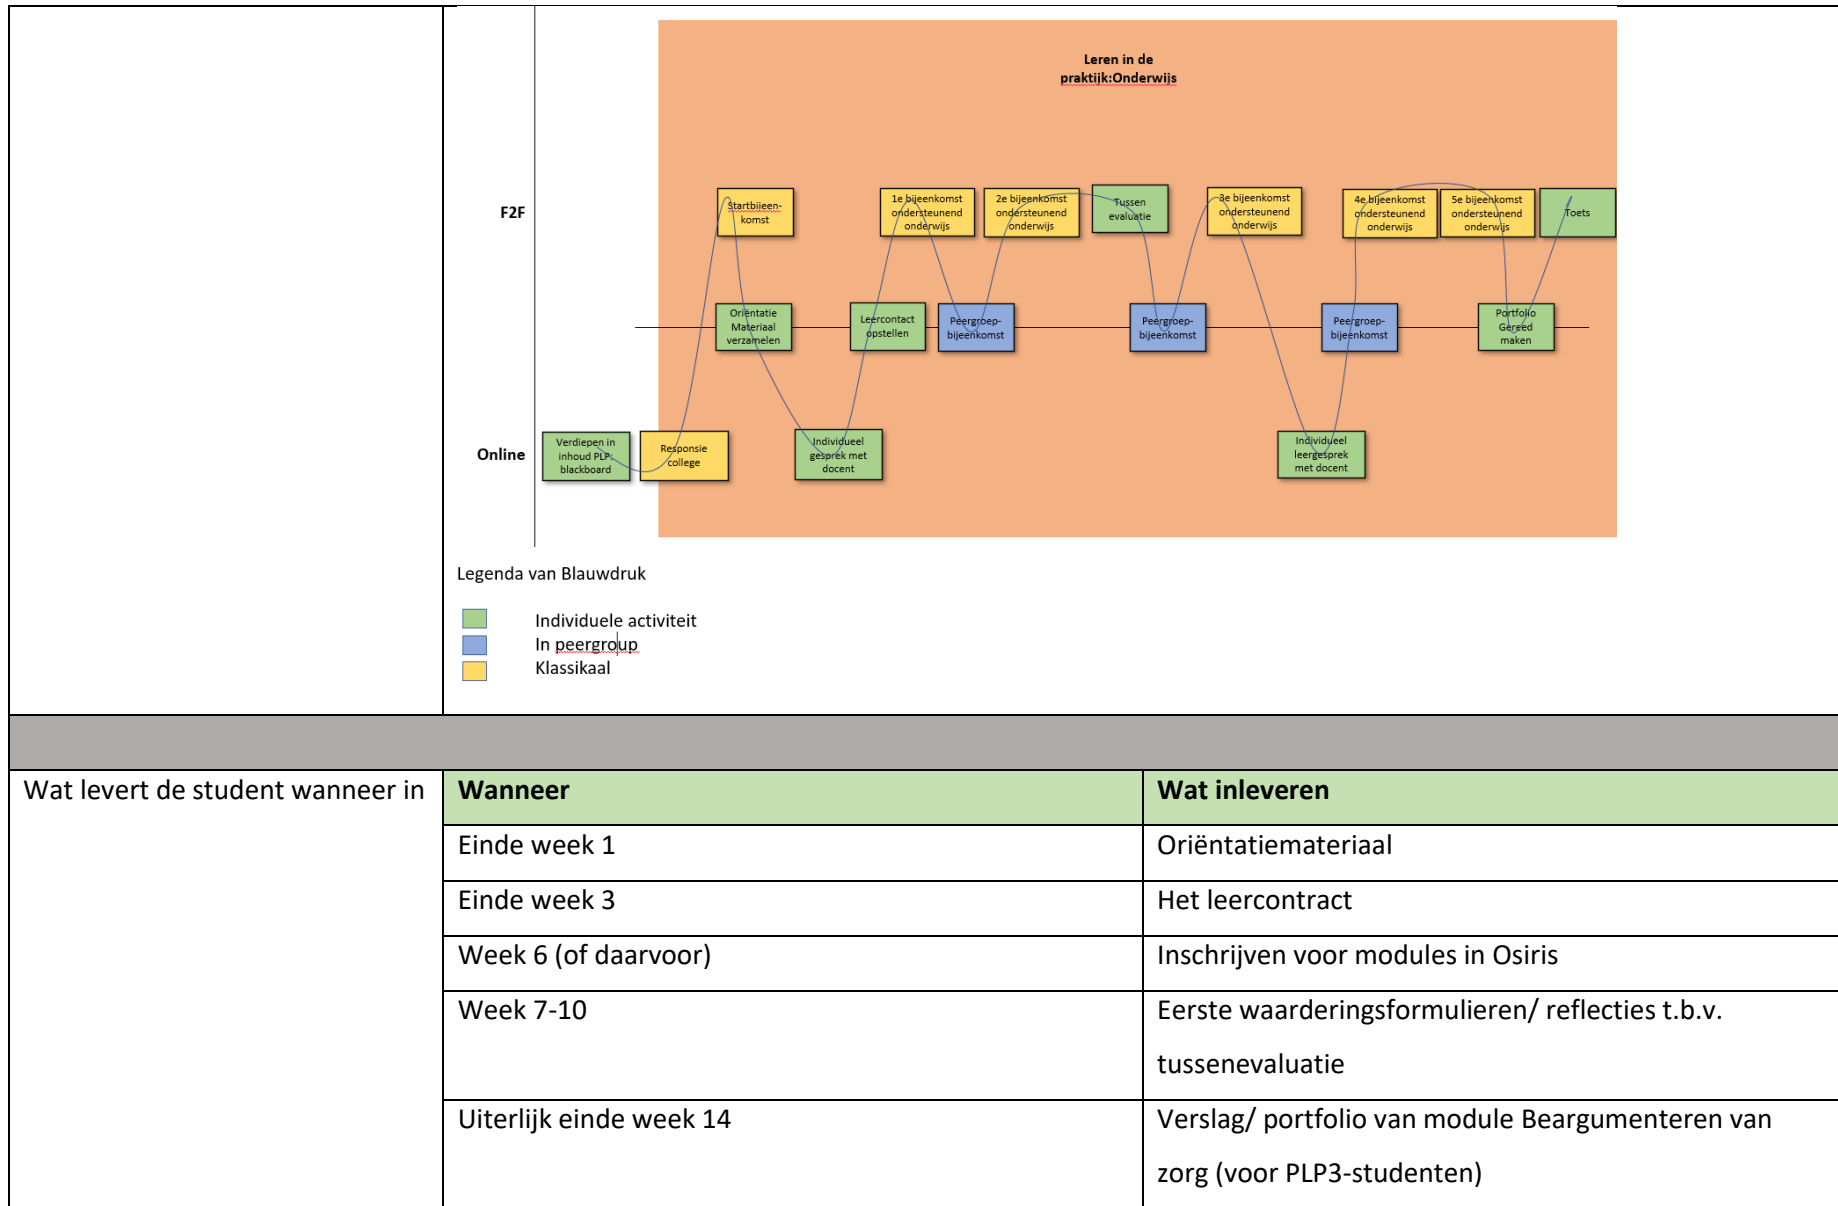 Leren in de
praktijk:Onderwijs
F2F
Startbijeen-
komst
1e bijeenkomst
ondersteunend
onderwijs
2e bijeenkomst
ondersteunend
onderwijs
Tussen
evaluatie
3e bijeenkomst
ondersteunend
onderwijs
4e bijeenkomst
ondersteunend
onderwijs
5e bijeenkomst
ondersteunend
onderwijs
Toets
Oriëntatie
Materiaal
verzamelen
Leercontact
opstellen
Peergroep-
bijeenkomst
Peergroep-
bijeenkomst
Peergroep-
bijeenkomst
Portfolio
Gereed
maken
Online
Verdiepen in
inhoud PLP:
blackboard
Responsie
college
Individueel
gesprek met
docent
Individueel
leergesprek
met docent
Legenda van Blauwdruk
Individuele activiteit
In peergroup
Klassikaal
Wat levert de student wanneer in
Wanneer
Wat inleveren
Einde week 1
Oriëntatiemateriaal
Einde week 3
Het leercontract
Week 6 (of daarvoor)
Inschrijven voor modules in Osiris
Week 7-10
Eerste waarderingsformulieren/ reflecties t.b.v.
tussenevaluatie
Uiterlijk einde week 14
Verslag/ portfolio van module Beargumenteren van
zorg (voor PLP3-studenten)